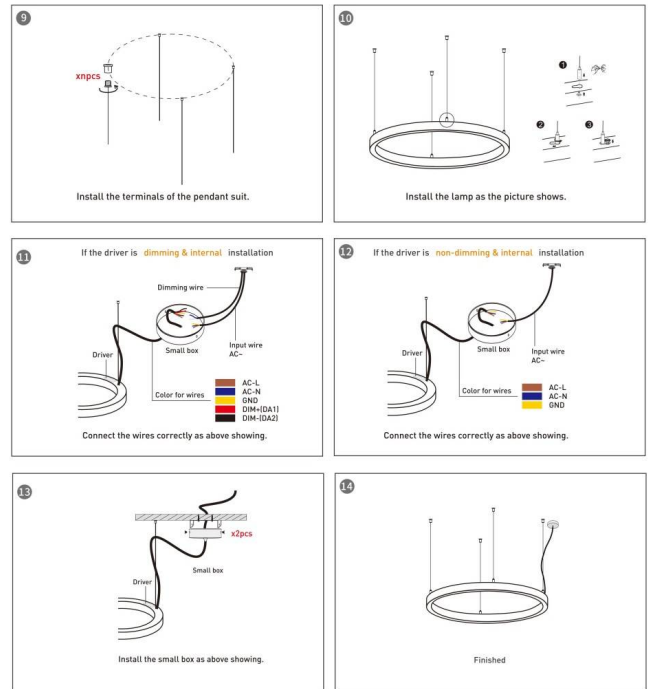 9
xnpcs
Install the terminals of the pendant suit.
10
1
2
3
Install the lamp as the picture shows.
11
If the driver is dimming & internal installation
Dimming wire
Driver
Small box
Input wire
AC~
Color for wires
AC-L
AC-N
GND
DIM+(DA1)
DIM-(DA2)
Connect the wires correctly as above showing.
12
If the driver is non-dimming & internal installation
Driver
Small box
Input wire
AC~
Color for wires
AC-L
AC-N
GND
Connect the wires correctly as above showing.
13
x2pcs
Small box
Driver
Install the small box as above showing.
14
Finished